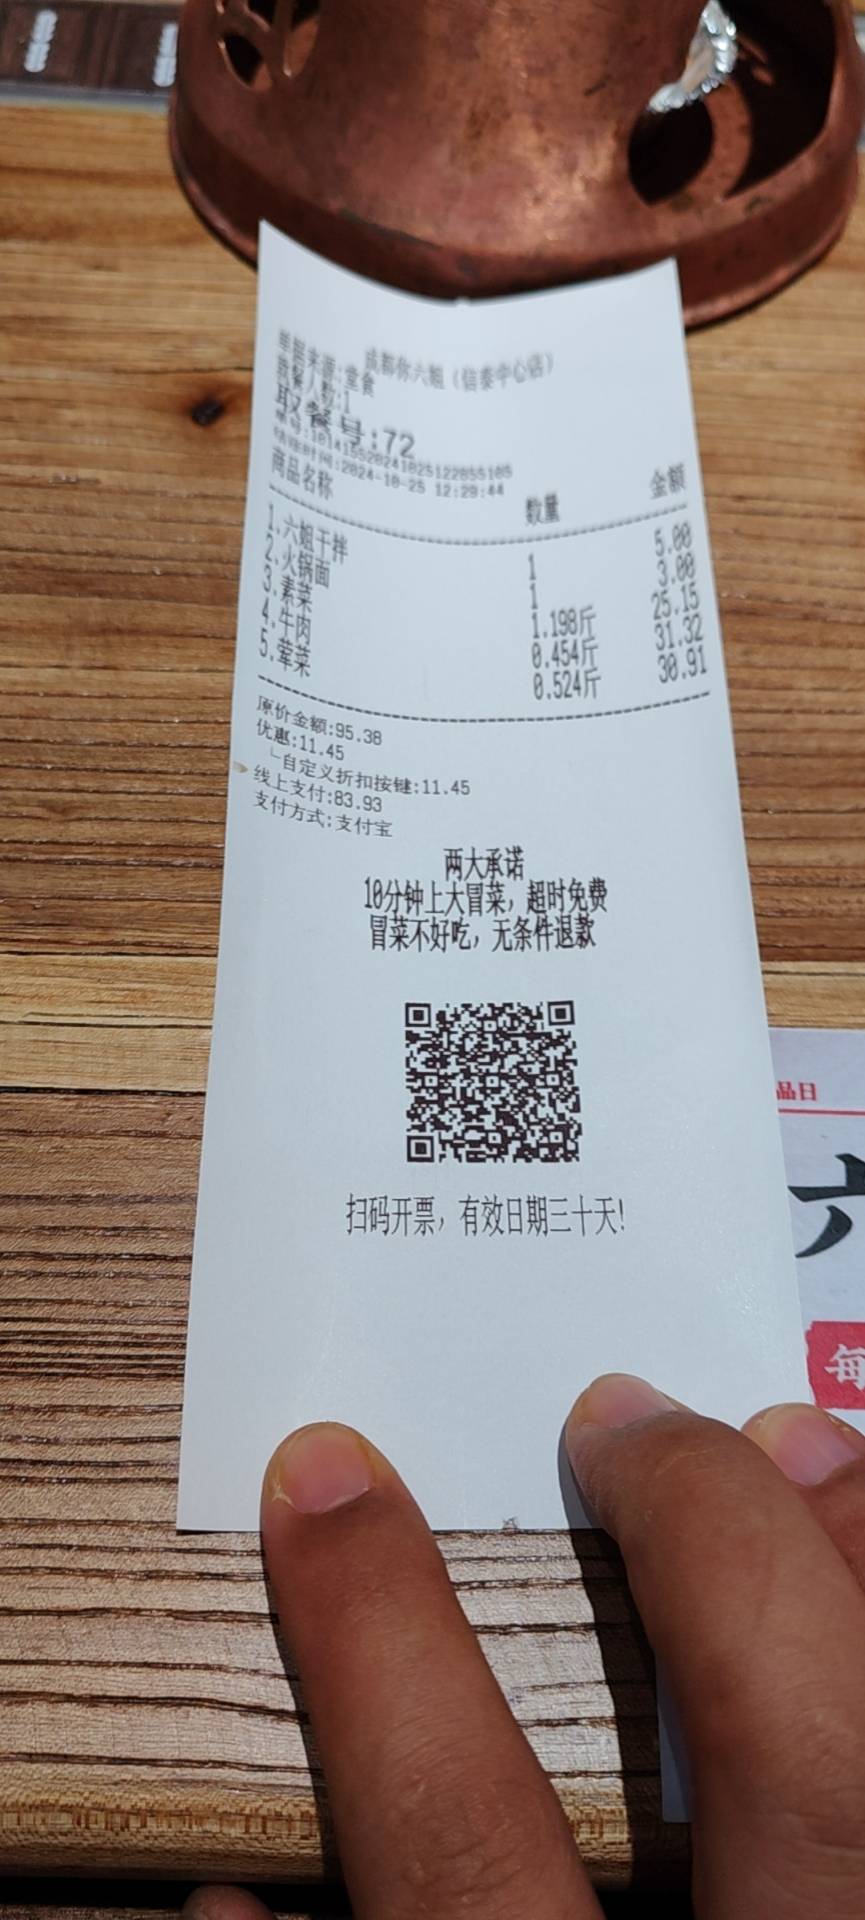 成都你六姐(信泰中心店)
单据来源:堂食
就餐人数:1
取餐号:72
结账时间:2024-10-25 12:29:44
商品名称 数量 金额
1.六姐干拌 1 5.00
2.火锅面 1 3.00
3.素菜 1.198斤 25.15
4.牛肉 0.454斤 31.32
5.荤菜 0.524斤 30.91
原价金额:95.38
优惠:11.45
└自定义折扣按键:11.45
线上支付:83.93
支付方式:支付宝
两大承诺
10分钟上大冒菜，超时免费
冒菜不好吃，无条件退款
扫码开票，有效日期三十天!
品日
六
每